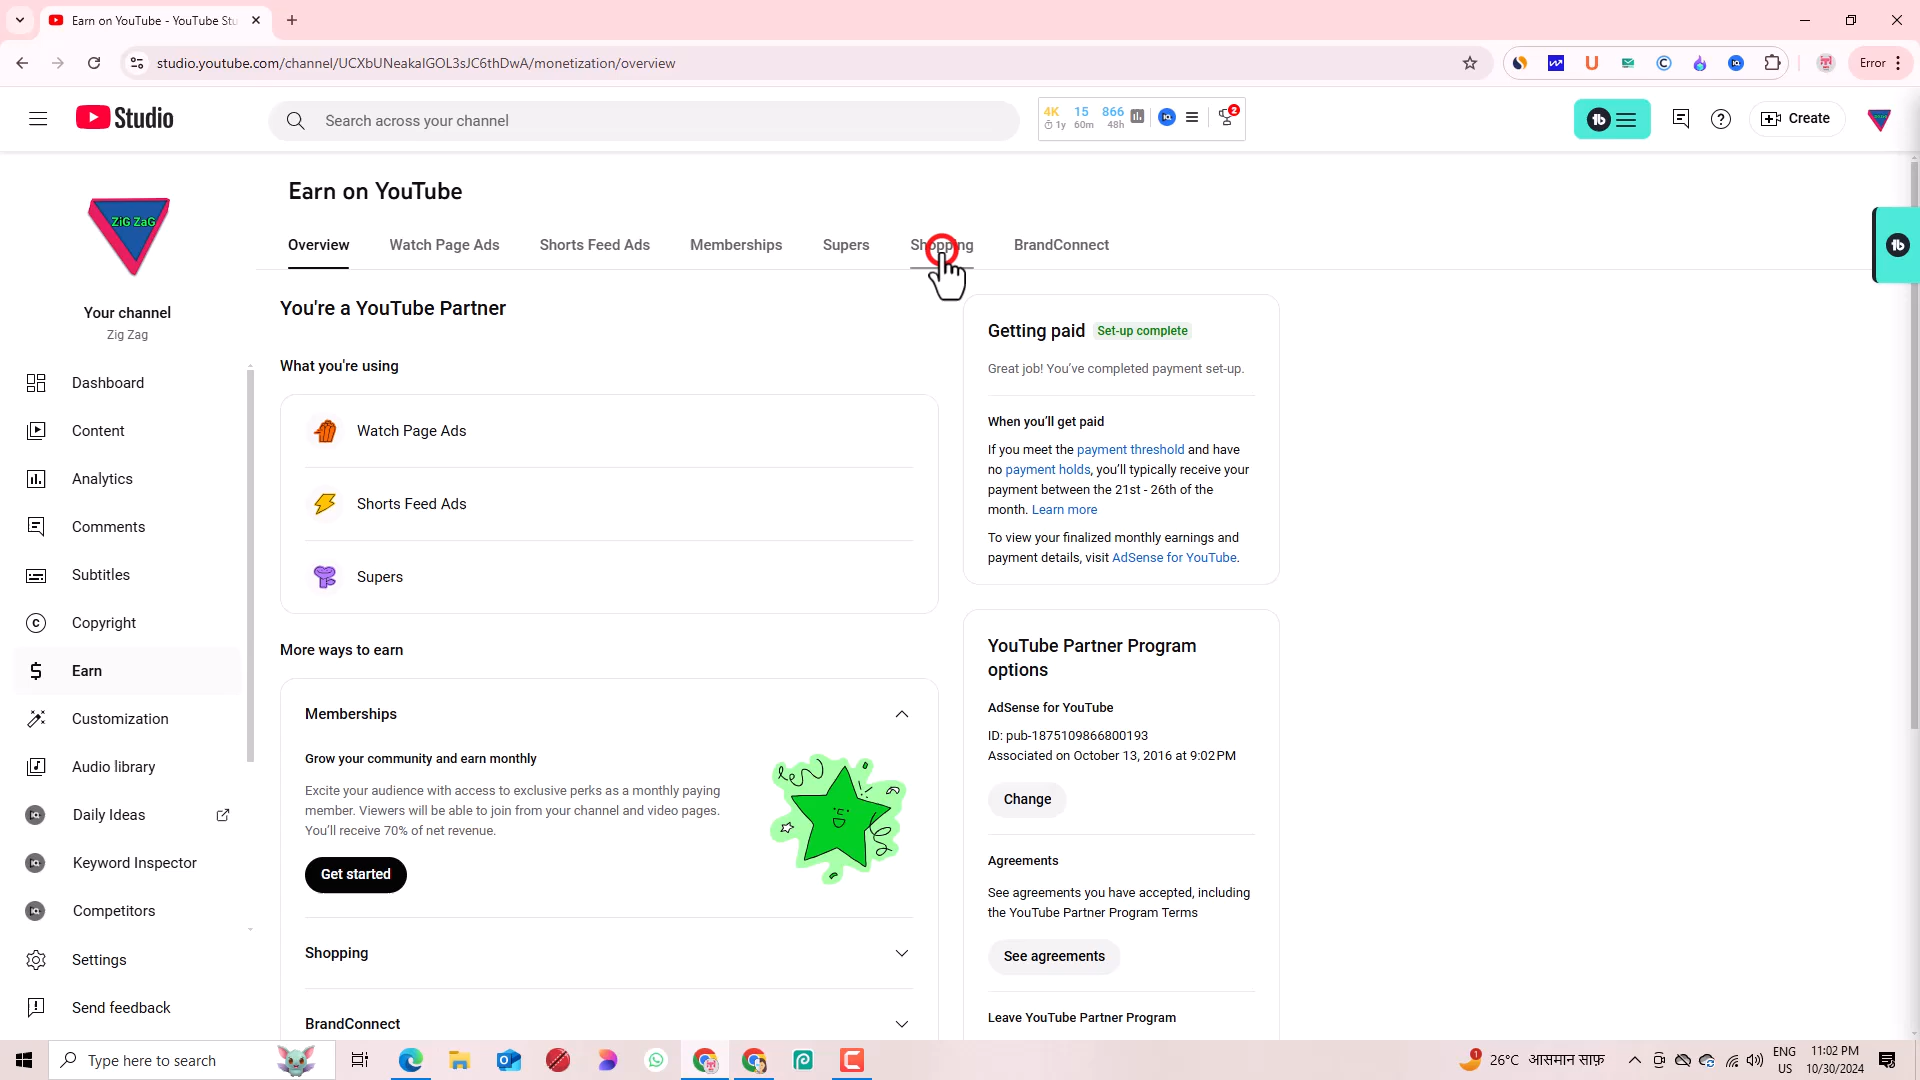 Earn on YouTube - YouTube Stu
studio.youtube.com/channel/UCXbUNeakaIGOL3sJC6thDwA/monetization/overview
Error
Studio
Search across your channel
4K 15 866
1y 60m 48h
2
Create
ZiG ZaG
Your channel
Zig Zag
Dashboard
Content
Analytics
Comments
Subtitles
Copyright
Earn
Customization
Audio library
Daily Ideas
Keyword Inspector
Competitors
Settings
Send feedback
Earn on YouTube
Overview
Watch Page Ads
Shorts Feed Ads
Memberships
Supers
Shopping
BrandConnect
You're a YouTube Partner
What you're using
Watch Page Ads
Shorts Feed Ads
Supers
More ways to earn
Memberships
Grow your community and earn monthly
Excite your audience with access to exclusive perks as a monthly paying
member. Viewers will be able to join from your channel and video pages.
You'll receive 70% of net revenue.
Get started
Shopping
BrandConnect
Getting paid Set-up complete
Great job! You've completed payment set-up.
When you'll get paid
If you meet the payment threshold and have
no payment holds, you'll typically receive your
payment between the 21st - 26th of the
month. Learn more
To view your finalized monthly earnings and
payment details, visit AdSense for YouTube.
YouTube Partner Program
options
AdSense for YouTube
ID: pub-1875109866800193
Associated on October 13, 2016 at 9:02 PM
Change
Agreements
See agreements you have accepted, including
the YouTube Partner Program Terms
See agreements
Leave YouTube Partner Program
Type here to search
1
26°C आसमान साफ़
ENG
US
11:02 PM
10/30/2024